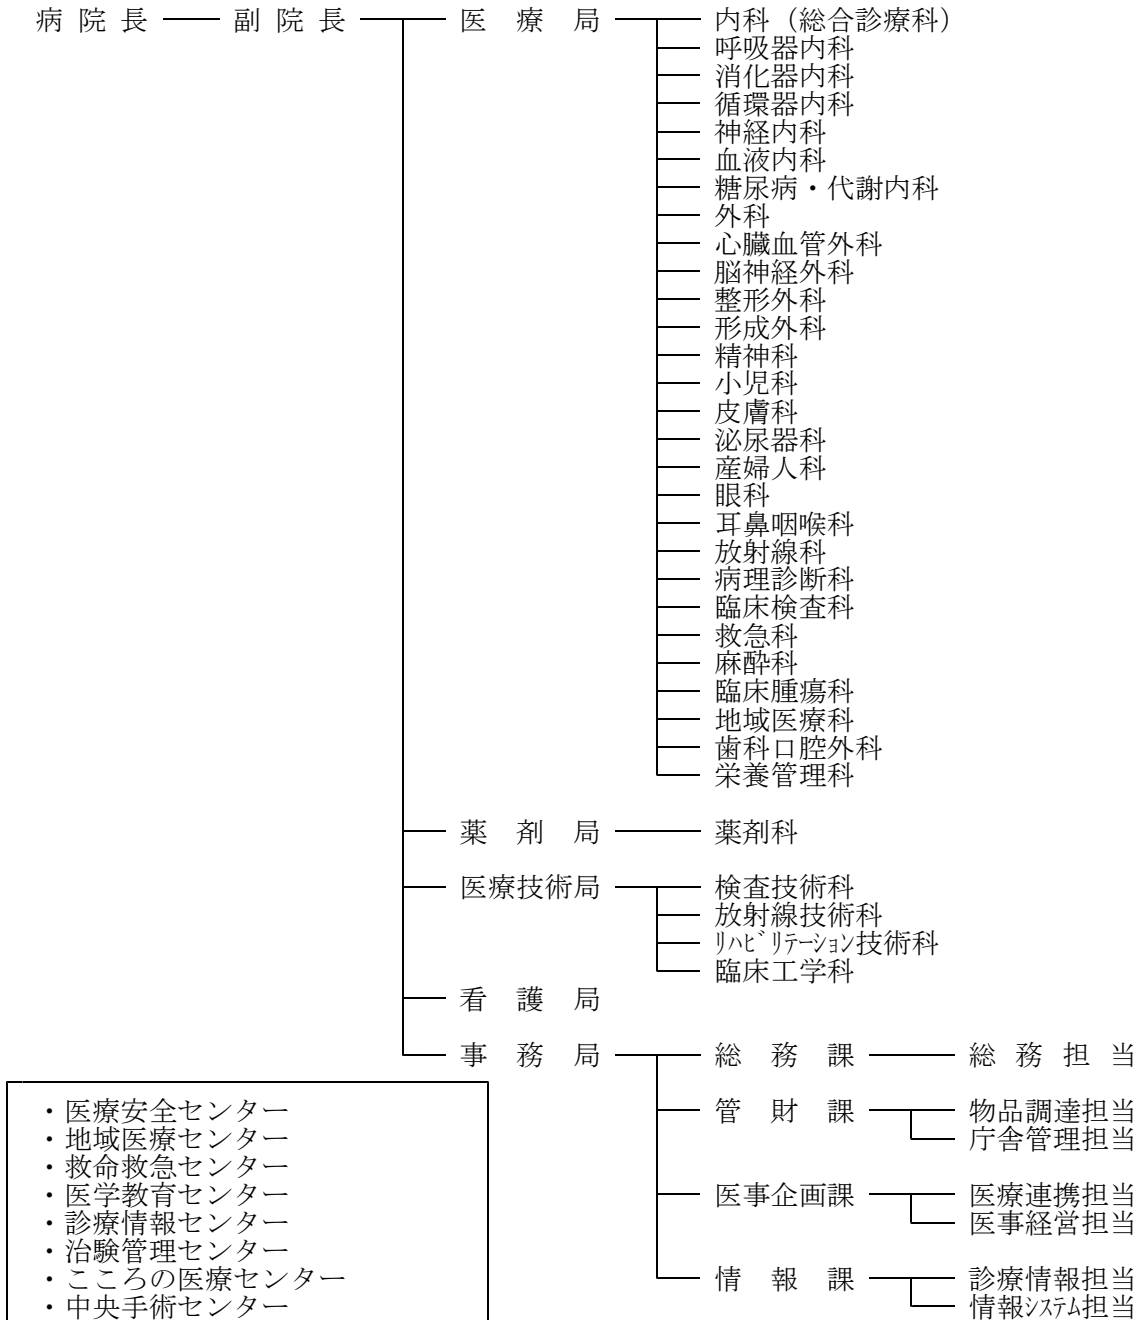 病院長 副院長 医療局 内科（総合診療科）
呼吸器内科
消化器内科
循環器内科
神経内科
血液内科
糖尿病・代謝内科
外科
心臓血管外科
脳神経外科
整形外科
形成外科
精神科
小児科
皮膚科
泌尿器科
産婦人科
眼科
耳鼻咽喉科
放射線科
病理診断科
臨床検査科
救急科
麻酔科
臨床腫瘍科
地域医療科
歯科口腔外科
栄養管理科
薬剤局 薬剤科
医療技術局 検査技術科
放射線技術科
ﾘﾊﾋﾞﾘﾃｰｼｮﾝ技術科
臨床工学科
看護局
事務局 総務課 総務担当
管財課 物品調達担当
庁舎管理担当
医事企画課 医療連携担当
医事経営担当
情報課 診療情報担当
情報ｼｽﾃﾑ担当
・医療安全センター
・地域医療センター
・救命救急センター
・医学教育センター
・診療情報センター
・治験管理センター
・こころの医療センター
・中央手術センター